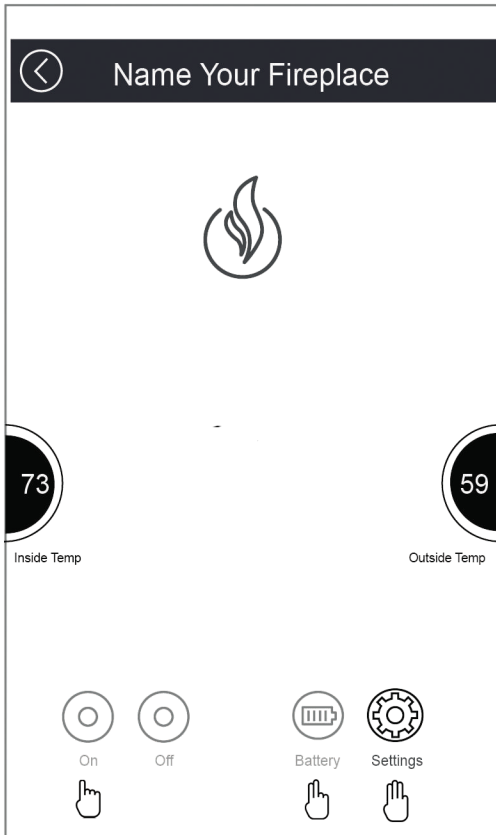 Name Your Fireplace
73
59
Inside Temp
Outside Temp
On
Off
Battery
Settings